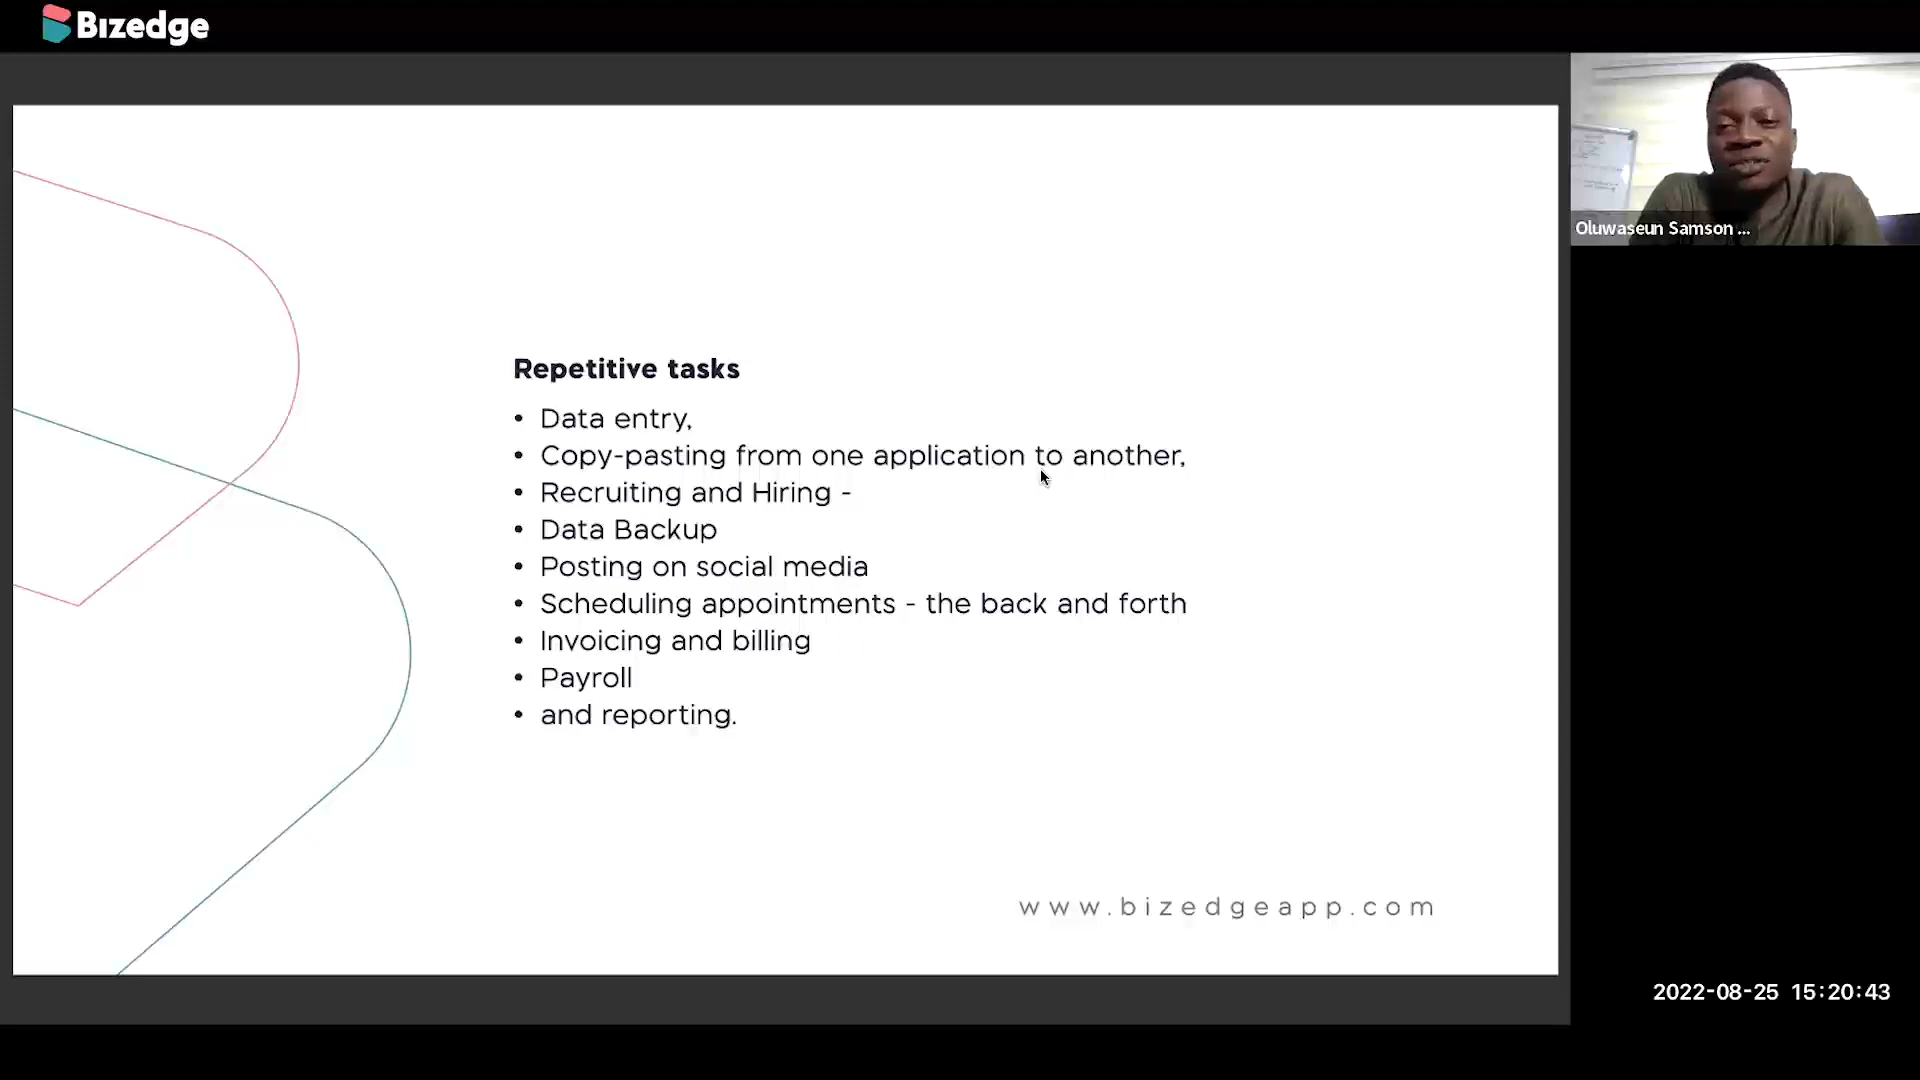 Bizedge
Repetitive tasks
• Data entry,
• Copy-pasting from one application to another,
• Recruiting and Hiring -
• Data Backup
• Posting on social media
• Scheduling appointments - the back and forth
• Invoicing and billing
• Payroll
• and reporting.
www.bizedgeapp.com
Oluwaseun Samson ...
2022-08-25 15:20:43